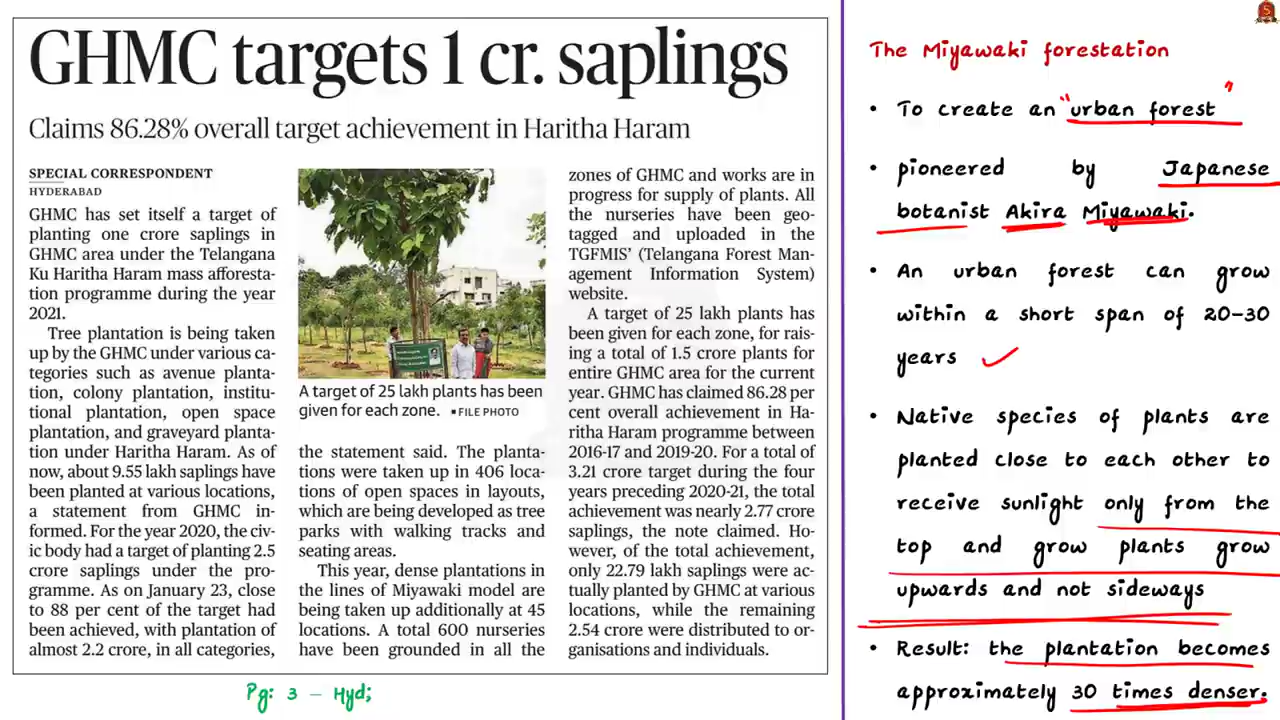 GHMC targets 1 cr. saplings
Claims 86.28% overall target achievement in Haritha Haram
SPECIAL CORRESPONDENT
HYDERABAD
GHMC has set itself a target of
planting one crore saplings in
GHMC area under the Telangana
Ku Haritha Haram mass afforesta-
tion programme during the year
2021.
Tree plantation is being taken
up by the GHMC under various ca-
tegories such as avenue planta-
tion, colony plantation, institu-
tional plantation, open space
plantation, and graveyard planta-
tion under Haritha Haram. As of
now, about 9.55 lakh saplings have
been planted at various locations,
a statement from GHMC in-
formed. For the year 2020, the civ-
ic body had a target of planting 2.5
crore saplings under the pro-
gramme. As on January 23, close
to 88 per cent of the target had
been achieved, with plantation of
almost 2.2 crore, in all categories,
A target of 25 lakh plants has been
given for each zone. ▪FILE PHOTO
the statement said. The planta-
tions were taken up in 406 loca-
tions of open spaces in layouts,
which are being developed as tree
parks with walking tracks and
seating areas.
This year, dense plantations in
the lines of Miyawaki model are
being taken up additionally at 45
locations. A total 600 nurseries
have been grounded in all the
zones of GHMC and works are in
progress for supply of plants. All
the nurseries have been geo-
tagged and uploaded in the
TGFMIS' (Telangana Forest Man-
agement Information System)
website.
A target of 25 lakh plants has
been given for each zone, for rais-
ing a total of 1.5 crore plants for
entire GHMC area for the current
year. GHMC has claimed 86.28 per
cent overall achievement in Ha-
ritha Haram programme between
2016-17 and 2019-20. For a total of
3.21 crore target during the four
years preceding 2020-21, the total
achievement was nearly 2.77 crore
saplings, the note claimed. Ho-
wever, of the total achievement,
only 22.79 lakh saplings were ac-
tually planted by GHMC at various
locations, while the remaining
2.54 crore were distributed to or-
ganisations and individuals.
Pg: 3 – Hyd;
The Miyawaki forestation
• To create an "urban forest"
• pioneered by Japanese
botanist Akira Miyawaki.
• An urban forest can grow
within a short span of 20-30
years
• Native species of plants are
planted close to each other to
receive sunlight only from the
top and grow plants grow
upwards and not sideways
• Result: the plantation becomes
approximately 30 times denser.